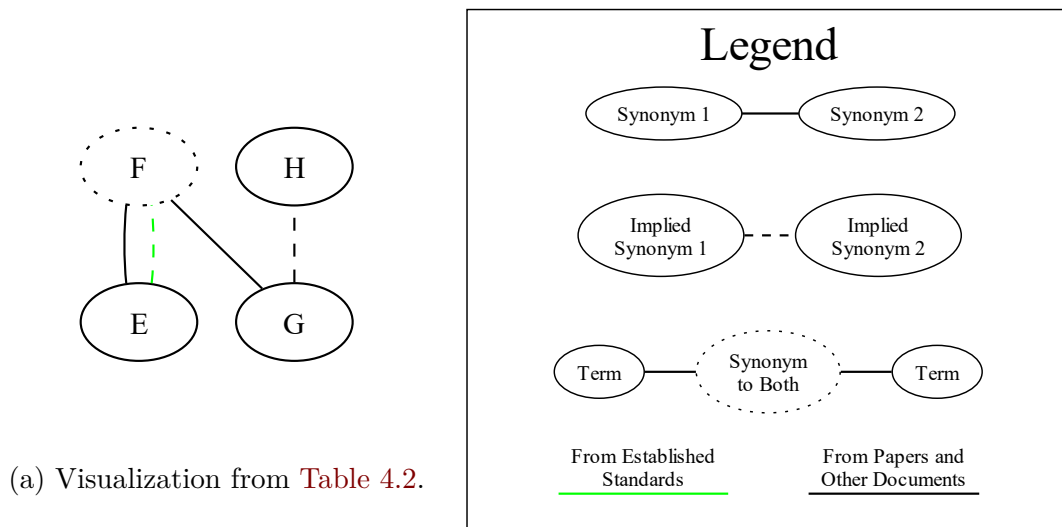 F
H
E
G
(a) Visualization from Table 4.2.
Legend
Synonym 1
Synonym 2
Implied
Synonym 1
Implied
Synonym 2
Term
Synonym
to Both
Term
From Established
Standards
From Papers and
Other Documents